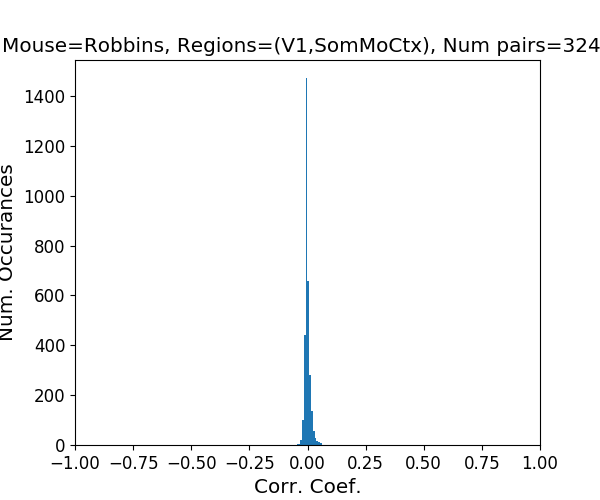 Mouse=Robbins, Regions=(V1,SomMoCtx), Num pairs=324
1400
1200
1000
800
600
400
200
0
Num. Occurances
−1.00 −0.75 −0.50 −0.25 0.00 0.25 0.50 0.75 1.00
Corr. Coef.